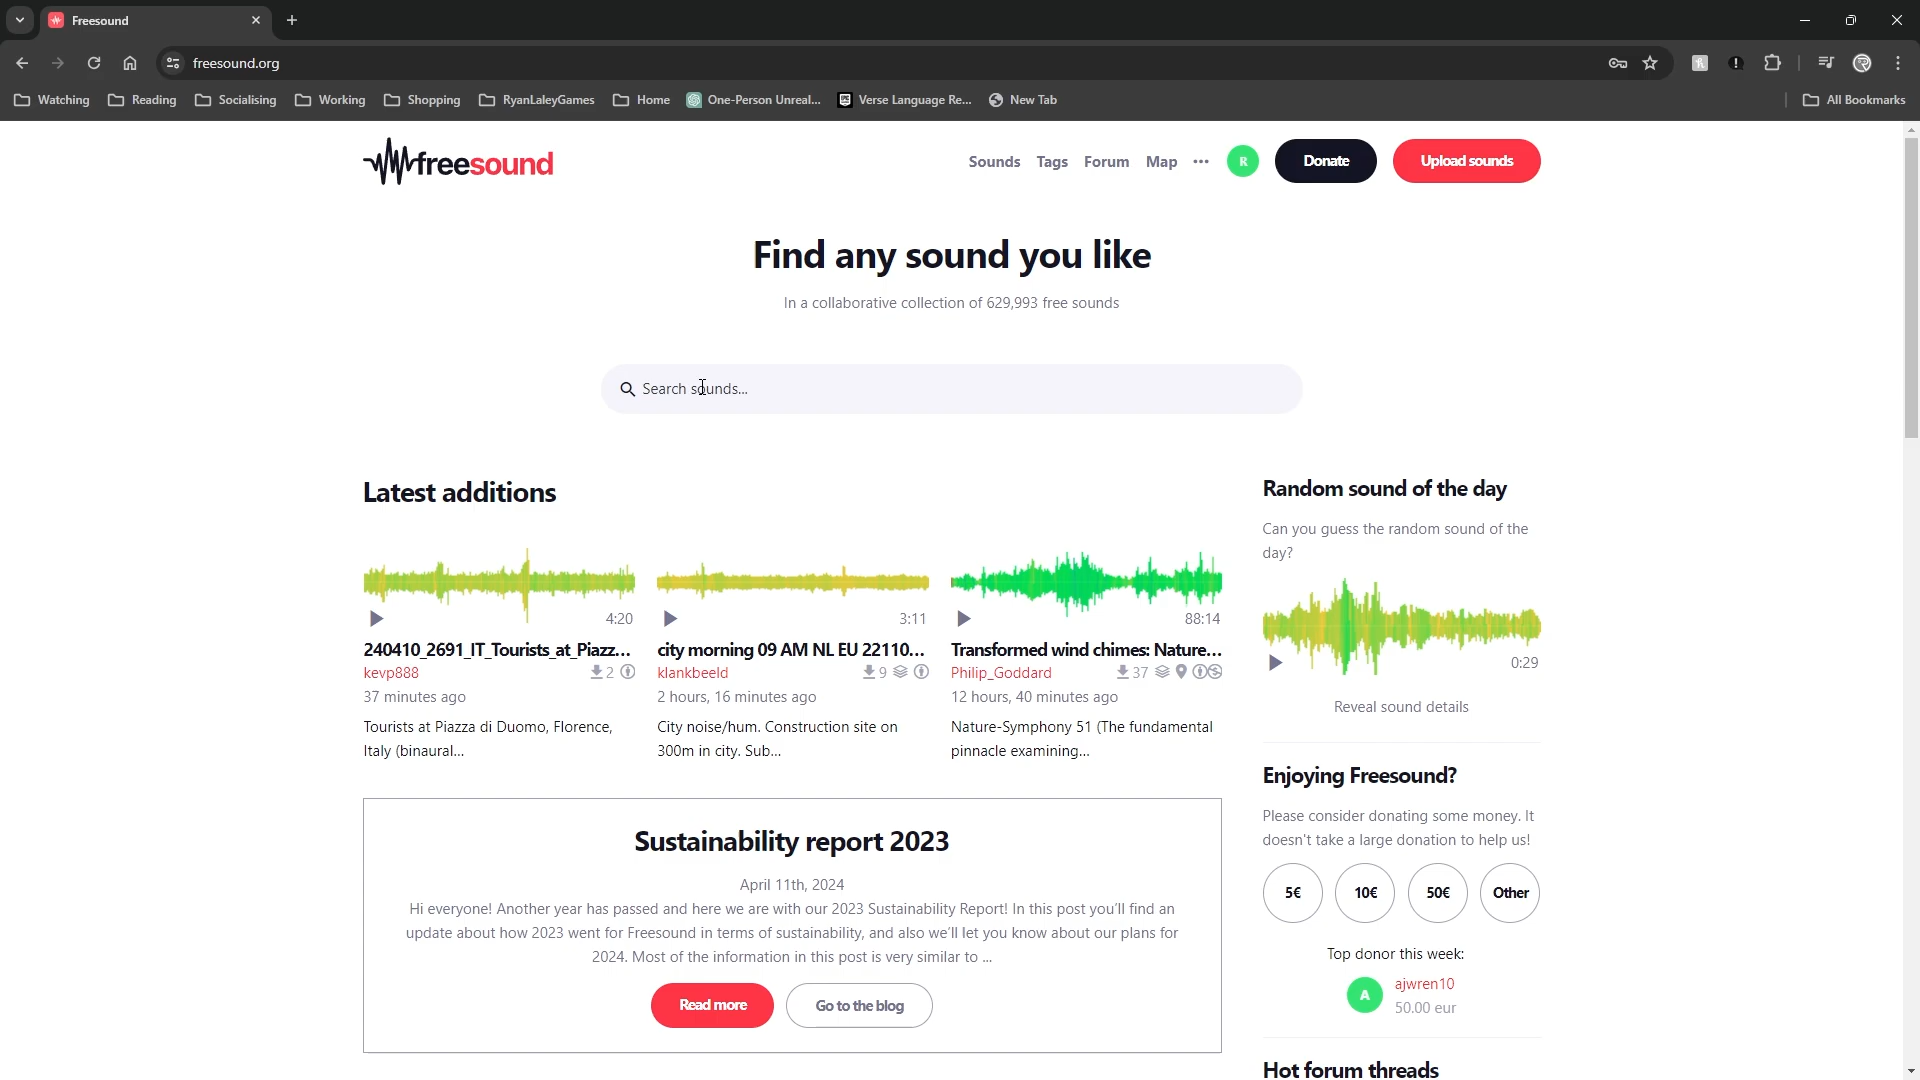 Freesound
freesound.org
Watching
Reading
Socialising
Working
Shopping
RyanLaleyGames
Home
One-Person Unreal...
Verse Language Re...
New Tab
All Bookmarks
freesound
Sounds
Tags
Forum
Map
R
Donate
Upload sounds
Find any sound you like
In a collaborative collection of 629,993 free sounds
Search sounds...
Latest additions
4:20
240410_2691_IT_Tourists_at_Piazz...
kevp888
2
37 minutes ago
Tourists at Piazza di Duomo, Florence,
Italy (binaural...
3:11
city morning 09 AM NL EU 22110...
klankbeeld
9
2 hours, 16 minutes ago
City noise/hum. Construction site on
300m in city. Sub...
88:14
Transformed wind chimes: Nature...
Philip_Goddard
37
12 hours, 40 minutes ago
Nature-Symphony 51 (The fundamental
pinnacle examining...
Sustainability report 2023
April 11th, 2024
Hi everyone! Another year has passed and here we are with our 2023 Sustainability Report! In this post you'll find an
update about how 2023 went for Freesound in terms of sustainability, and also we'll let you know about our plans for
2024. Most of the information in this post is very similar to ...
Read more
Go to the blog
Random sound of the day
Can you guess the random sound of the
day?
0:29
Reveal sound details
Enjoying Freesound?
Please consider donating some money. It
doesn't take a large donation to help us!
5€
10€
50€
Other
Top donor this week:
A
ajwren10
50.00 eur
Hot forum threads